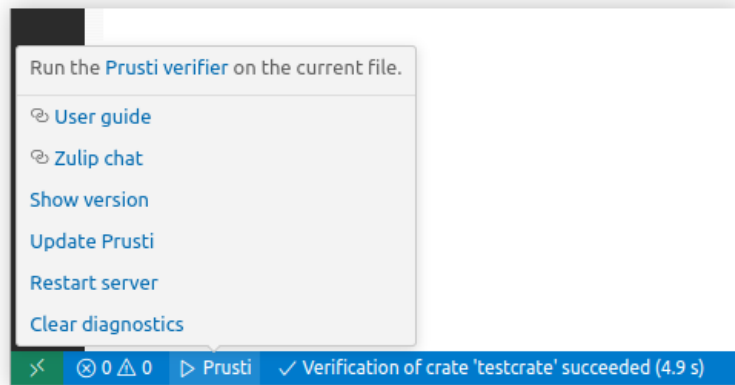 Run the Prusti verifier on the current file.
User guide
Zulip chat
Show version
Update Prusti
Restart server
Clear diagnostics
0 0 Prusti Verification of crate 'testcrate' succeeded (4.9 s)